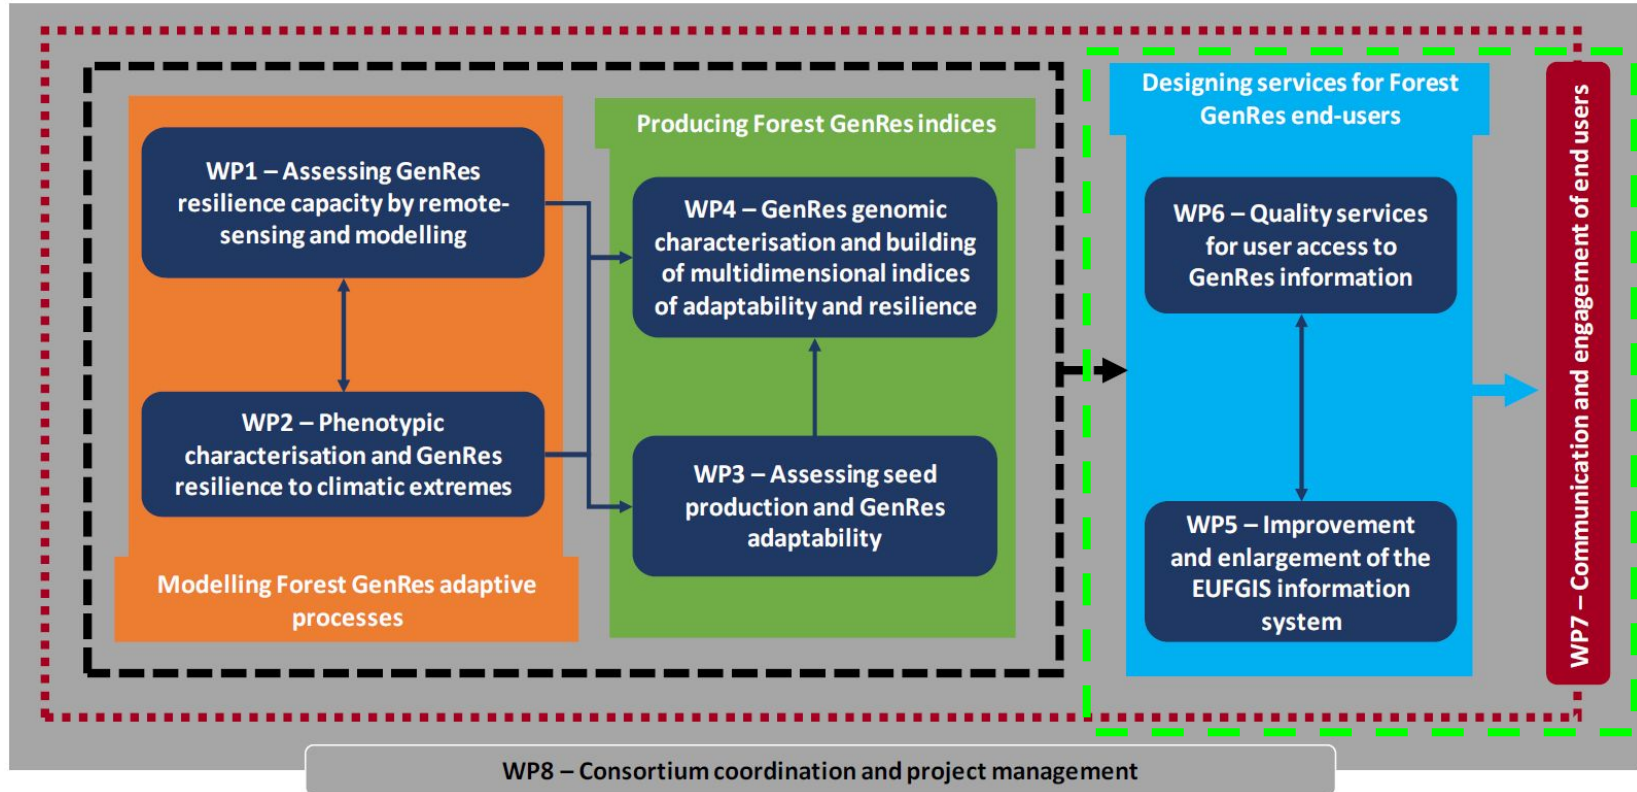 WP1 – Assessing GenRes
resilience capacity by remote-
sensing and modelling
WP2 – Phenotypic
characterisation and GenRes
resilience to climatic extremes
Modelling Forest GenRes adaptive
processes
Producing Forest GenRes indices
WP4 – GenRes genomic
characterisation and building
of multidimensional indices
of adaptability and resilience
WP3 – Assessing seed
production and GenRes
adaptability
Designing services for Forest
GenRes end-users
WP6 – Quality services
for user access to
GenRes information
WP5 – Improvement
and enlargement of the
EUFGIS information
system
WP7 – Communication and engagement of end users
WP8 – Consortium coordination and project management